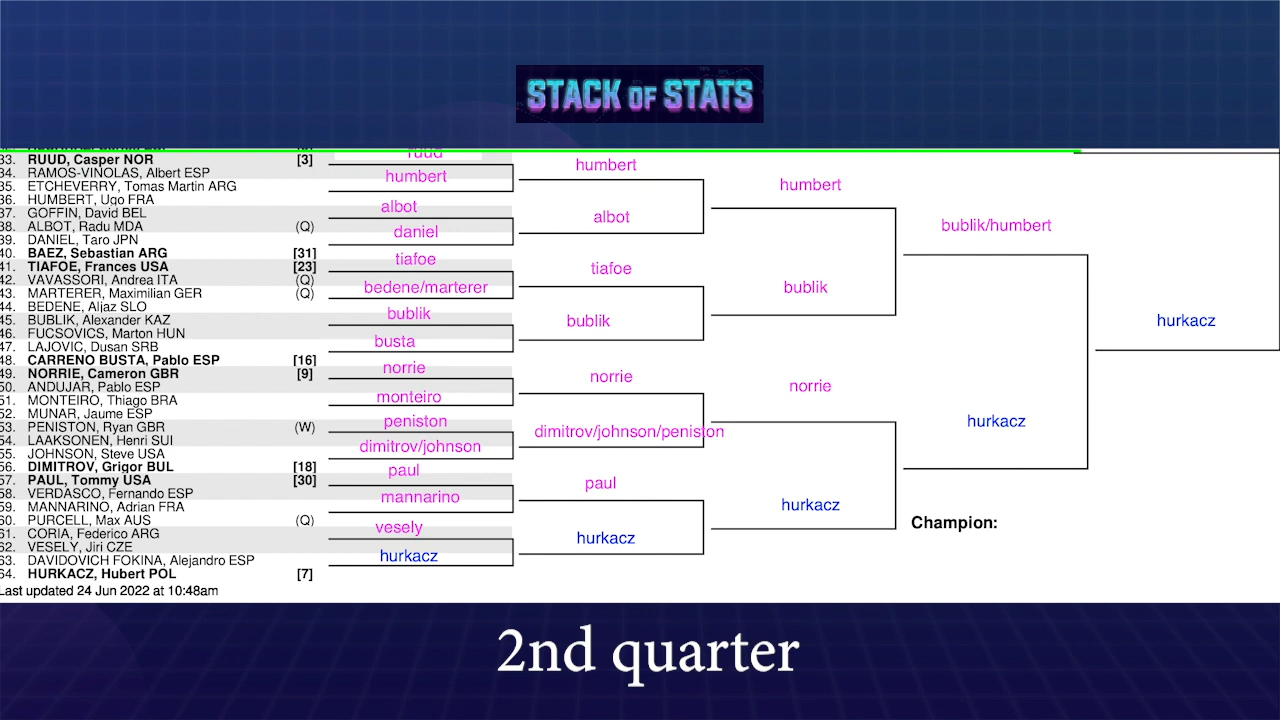 STACK OF STATS
33. RUUD, Casper NOR [3]
34. RAMOS-VINOLAS, Albert ESP
35. ETCHEVERRY, Tomas Martin ARG
36. HUMBERT, Ugo FRA
37. GOFFIN, David BEL
38. ALBOT, Radu MDA (Q)
39. DANIEL, Taro JPN
40. BAEZ, Sebastian ARG [31]
41. TIAFOE, Frances USA [23]
42. VAVASSORI, Andrea ITA (Q)
43. MARTERER, Maximilian GER (Q)
44. BEDENE, Aljaz SLO
45. BUBLIK, Alexander KAZ
46. FUCSOVICS, Marton HUN
47. LAJOVIC, Dusan SRB
48. CARRENO BUSTA, Pablo ESP [16]
49. NORRIE, Cameron GBR [9]
50. ANDUJAR, Pablo ESP
51. MONTEIRO, Thiago BRA
52. MUNAR, Jaume ESP
53. PENISTON, Ryan GBR (W)
54. LAAKSONEN, Henri SUI
55. JOHNSON, Steve USA
56. DIMITROV, Grigor BUL [18]
57. PAUL, Tommy USA [30]
58. VERDASCO, Fernando ESP
59. MANNARINO, Adrian FRA
60. PURCELL, Max AUS (Q)
61. CORIA, Federico ARG
62. VESELY, Jiri CZE
63. DAVIDOVICH FOKINA, Alejandro ESP
64. HURKACZ, Hubert POL [7]
Last updated 24 Jun 2022 at 10:48am
ruud
humbert
albot
daniel
tiafoe
bedene/marterer
bublik
busta
norrie
monteiro
peniston
dimitrov/johnson
paul
mannarino
vesely
hurkacz
humbert
albot
tiafoe
bublik
norrie
dimitrov/johnson/peniston
paul
hurkacz
humbert
bublik
norrie
hurkacz
bublik/humbert
hurkacz
Champion:
hurkacz
2nd quarter